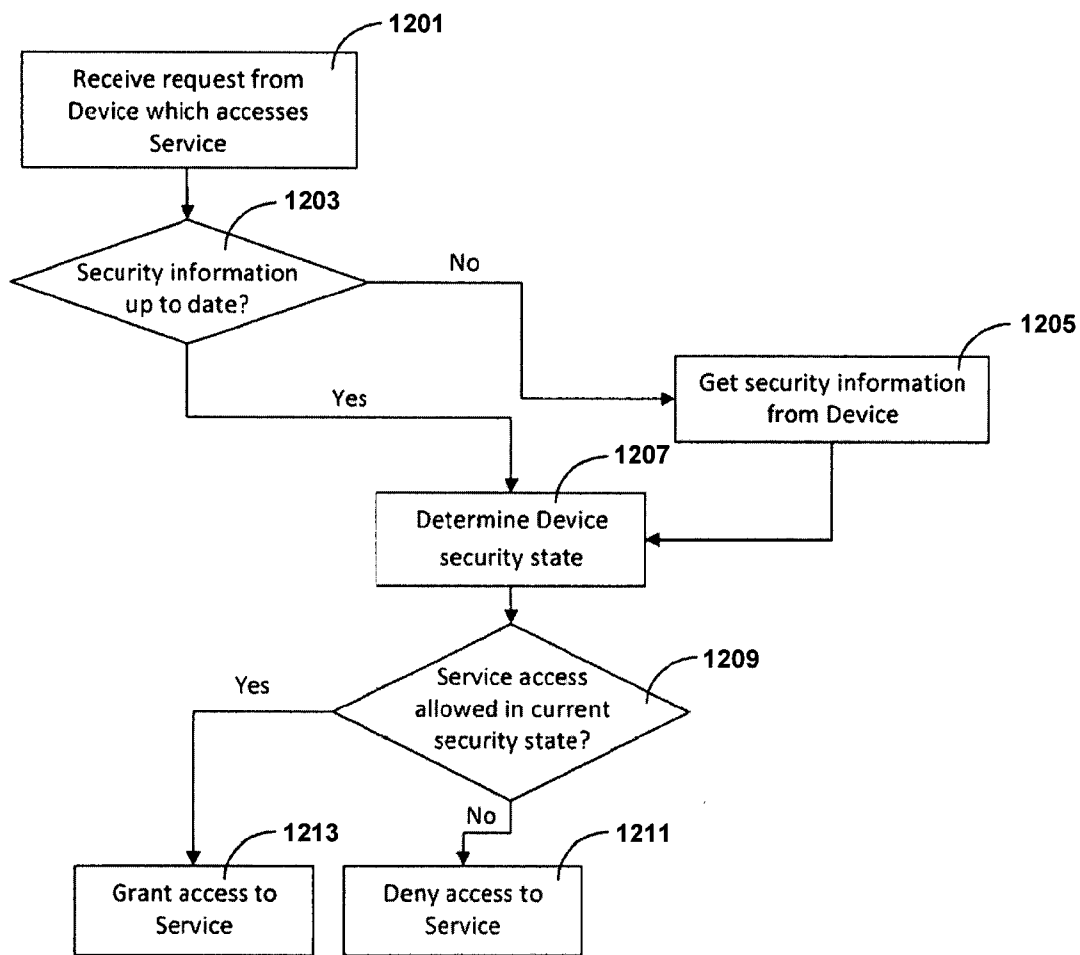 1201
Receive request from
Device which accesses
Service
1203
Security information
up to date?
No
1205
Get security information
from Device
Yes
1207
Determine Device
security state
1209
Service access
allowed in current
security state?
Yes
No
1213
Grant access to
Service
1211
Deny access to
Service